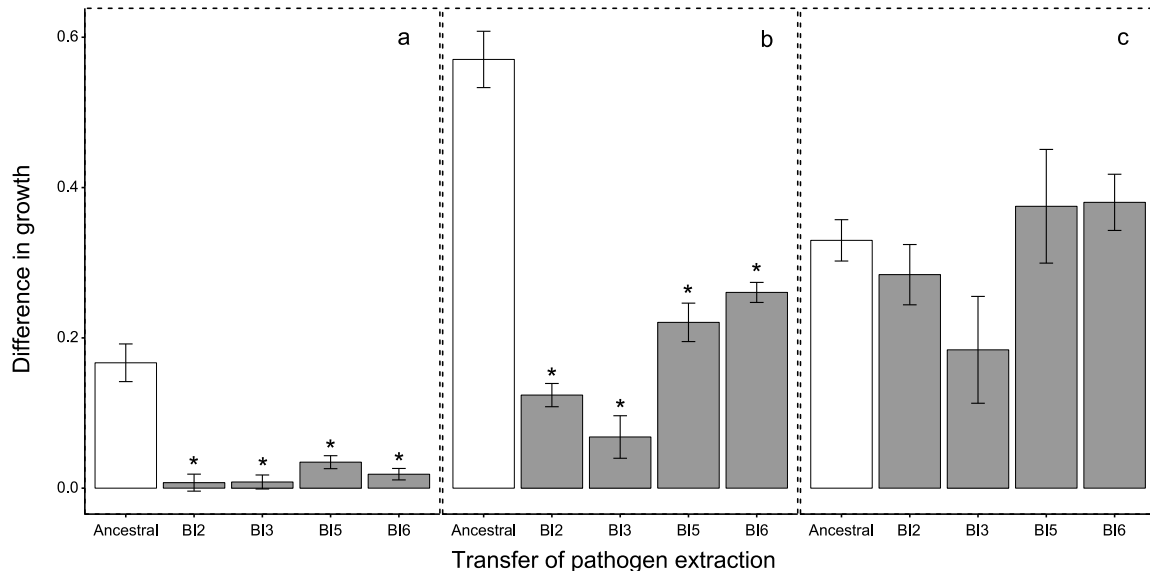 a
b
c
0.6
0.4
0.2
0.0
Difference in growth
*
*
*
*
*
*
*
*
Ancestral BI2 BI3 BI5 BI6 Ancestral BI2 BI3 BI5 BI6 Ancestral BI2 BI3 BI5 BI6
Transfer of pathogen extraction